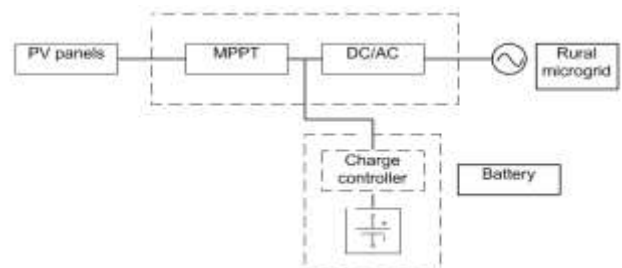 PV panels
MPPT
DC/AC
Rural
microgrid
Charge
controller
Battery